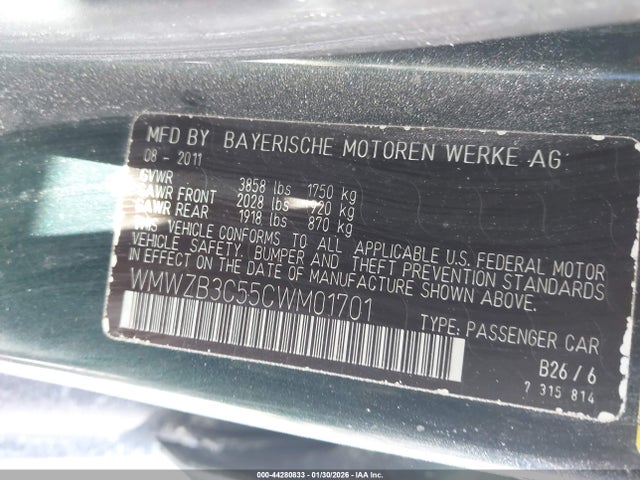 MFD BY BAYERISCHE MOTOREN WERKE AG
08 - 2011
GVWR 3858 lbs 1750 kg
GAWR FRONT 2028 lbs 920 kg
GAWR REAR 1918 lbs 870 kg
THIS VEHICLE CONFORMS TO ALL APPLICABLE U.S. FEDERAL MOTOR
VEHICLE SAFETY, BUMPER AND THEFT PREVENTION STANDARDS
IN EFFECT ON THE DATE OF MANUFACTURE SHOWN ABOVE.
WMWZB3C55CWM01701
TYPE: PASSENGER CAR
B26 / 6
315 814
000-44280833 - 01/30/2026 - IAA Inc.